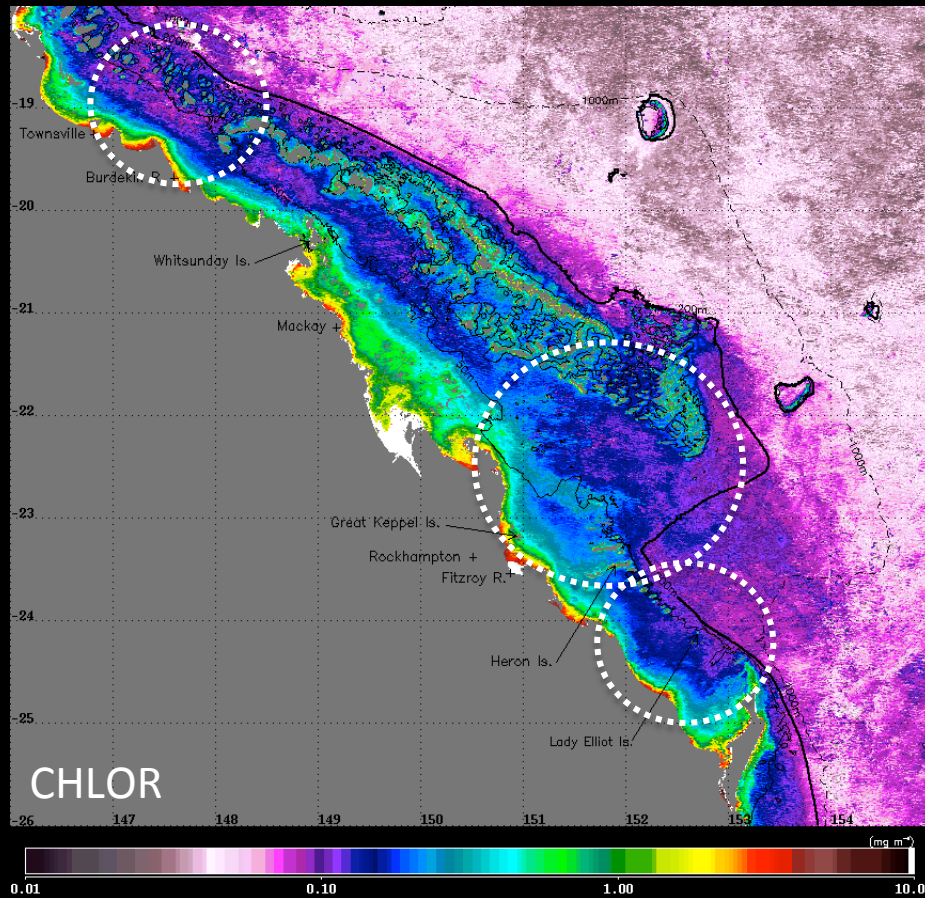 -19
1000m
Townsville
Burdekin R.
-20
Whitsunday Is.
-21
200m
Mackay
-22
1000m
-23
Great Keppel Is.
Rockhampton
Fitzroy R.
-24
Heron Is.
-25
Lady Elliot Is.
CHLOR
-26
147 148 149 150 151 152 153 154
(mg m⁻³)
0.01 0.10 1.00 10.0